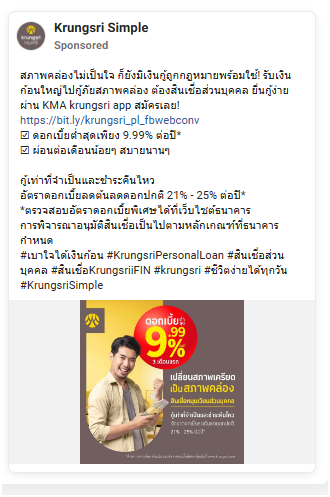 Krungsri Simple
Sponsored
สภาพคล่องไม่เป็นใจ ก็ยังมีเงินกู้ถูกกฎหมายพร้อมใช้! รับเงิน
ก้อนใหญ่ไปกู้ภัยสภาพคล่อง ต้องสินเชื่อส่วนบุคคล ยื่นกู้ง่าย
ผ่าน KMA krungsri app สมัครเลย!
https://bit.ly/krungsri_pl_fbwebconv
☑ ดอกเบี้ยต่ำสุดเพียง 9.99% ต่อปี*
☑ ผ่อนต่อเดือนน้อยๆ สบายนานๆ
กู้เท่าที่จำเป็นและชำระคืนไหว
อัตราดอกเบี้ยลดต้นลดดอกปกติ 21% - 25% ต่อปี*
*ตรวจสอบอัตราดอกเบี้ยพิเศษได้ที่เว็บไซต์ธนาคาร
การพิจารณาอนุมัติสินเชื่อเป็นไปตามหลักเกณฑ์ที่ธนาคาร
กำหนด
#เบาใจได้เงินก้อน #KrungsriPersonalLoan #สินเชื่อส่วน
บุคคล #สินเชื่อKrungsriiFIN #krungsri #ชีวิตง่ายได้ทุกวัน
#KrungsriSimple
ดอกเบี้ย
9.99%
3 เดือนแรก
เปลี่ยนสภาพเครียด
เป็นสภาพคล่อง
สินเชื่อหมุนเวียนส่วนบุคคล
กู้เท่าที่จำเป็นและชำระคืนไหว
อัตราดอกเบี้ยลดต้นลดดอกปกติ
21% - 25% ต่อปี*